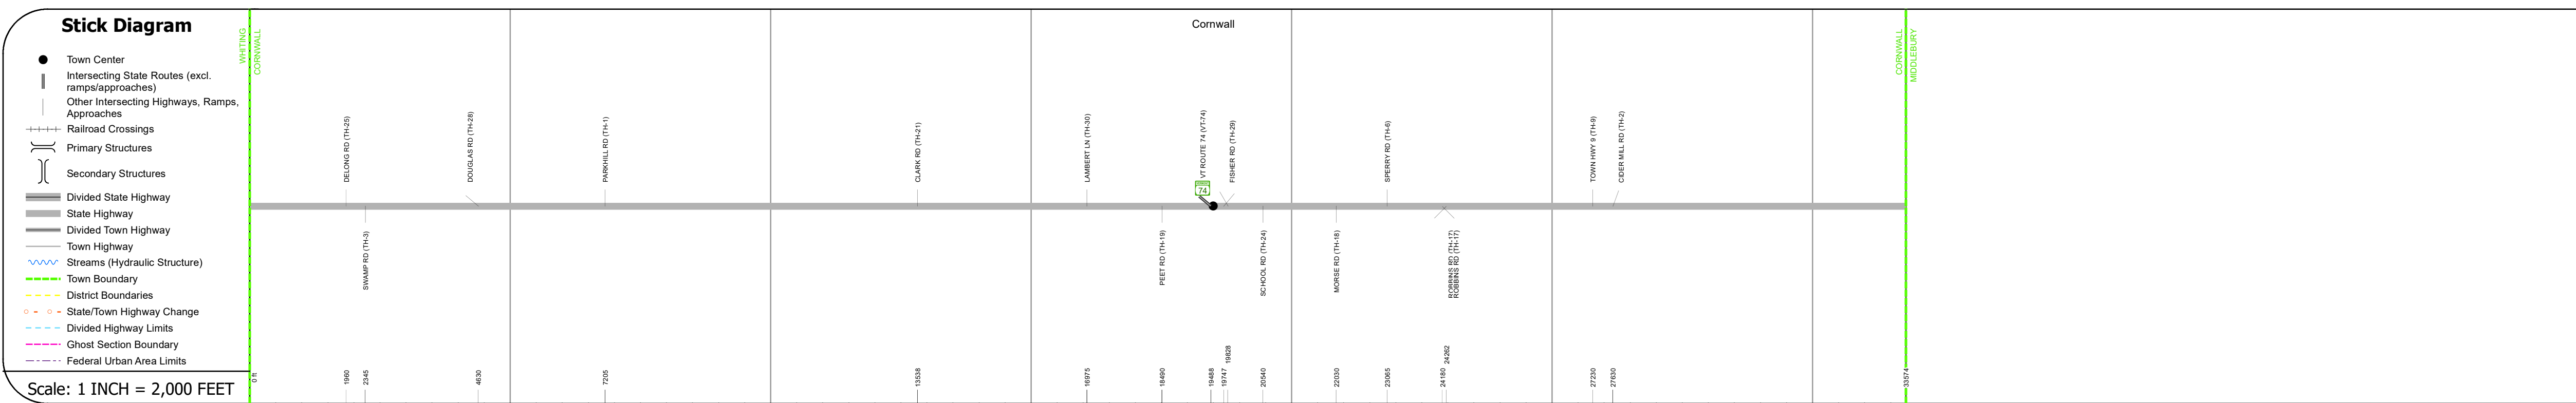 Stick Diagram
Town Center
Intersecting State Routes (excl.
ramps/approaches)
Other Intersecting Highways, Ramps,
Approaches
Railroad Crossings
Primary Structures
Secondary Structures
Divided State Highway
State Highway
Divided Town Highway
Town Highway
Streams (Hydraulic Structure)
Town Boundary
District Boundaries
State/Town Highway Change
Divided Highway Limits
Ghost Section Boundary
Federal Urban Area Limits
Scale: 1 INCH = 2,000 FEET
WHITING
CORNWALL
Cornwall
CORNWALL
MIDDLEBURY
DELONG RD (TH-25)
DOUGLAS RD (TH-28)
PARKHILL RD (TH-1)
CLARK RD (TH-21)
LAMBERT LN (TH-30)
VT ROUTE 74 (VT-74)
FISHER RD (TH-29)
SPERRY RD (TH-6)
TOWN HWY 9 (TH-9)
CIDER MILL RD (TH-2)
74
SWAMP RD (TH-3)
PEET RD (TH-19)
SCHOOL RD (TH-24)
MORSE RD (TH-18)
ROBBINS RD (TH-17)
ROBBINS RD (TH-17)
0 ft
1960
2345
4630
7205
13538
16975
18490
19488
19747
19828
20540
22030
23065
24180
24262
27230
27630
33574